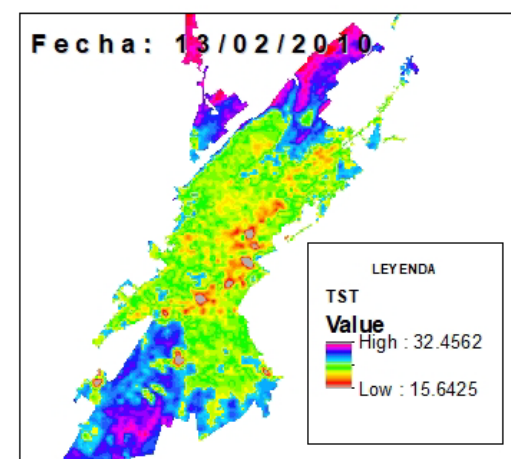 Fecha: 13/02/2010
LEYENDA
TST
Value
High : 32.4562
Low : 15.6425